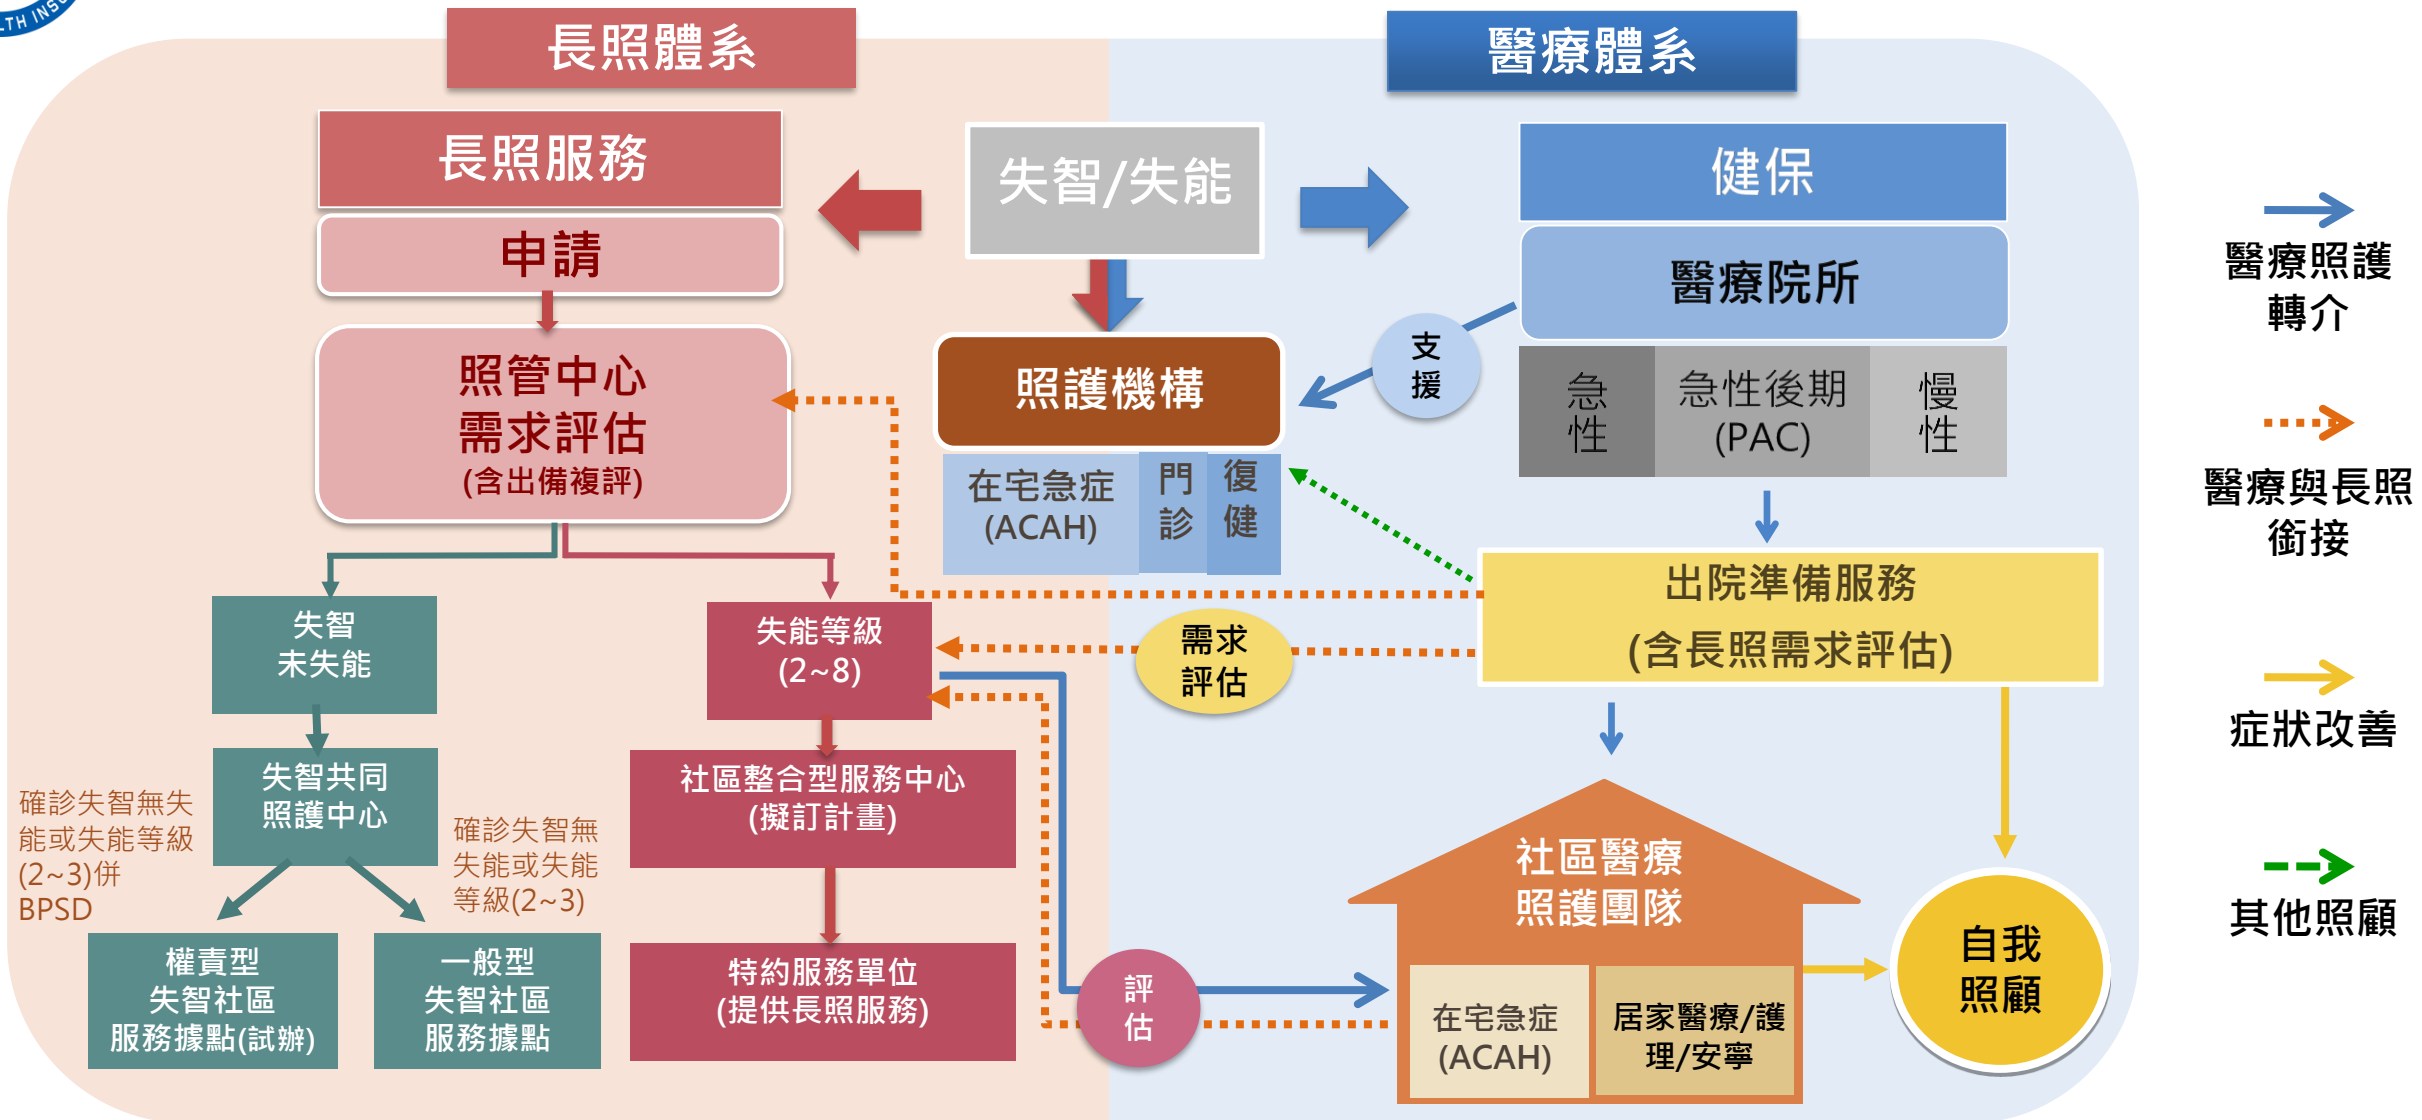 LTH INSU
長照體系
醫療體系
長照服務
失智/失能
健保
申請
醫療院所
照管中心
需求評估
(含出備複評)
照護機構
支
援
急
性
急性後期
(PAC)
慢
性
在宅急症
(ACAH)
門
診
復
健
出院準備服務
(含長照需求評估)
需求
評估
失智
未失能
失能等級
(2~8)
失智共同
照護中心
社區整合型服務中心
(擬訂計畫)
確診失智無失
能或失能等級
(2~3)併
BPSD
確診失智無
失能或失能
等級(2~3)
權責型
失智社區
服務據點(試辦)
一般型
失智社區
服務據點
特約服務單位
(提供長照服務)
評
估
社區醫療
照護團隊
在宅急症
(ACAH)
居家醫療/護
理/安寧
自我
照顧
醫療照護
轉介
醫療與長照
銜接
症狀改善
其他照顧